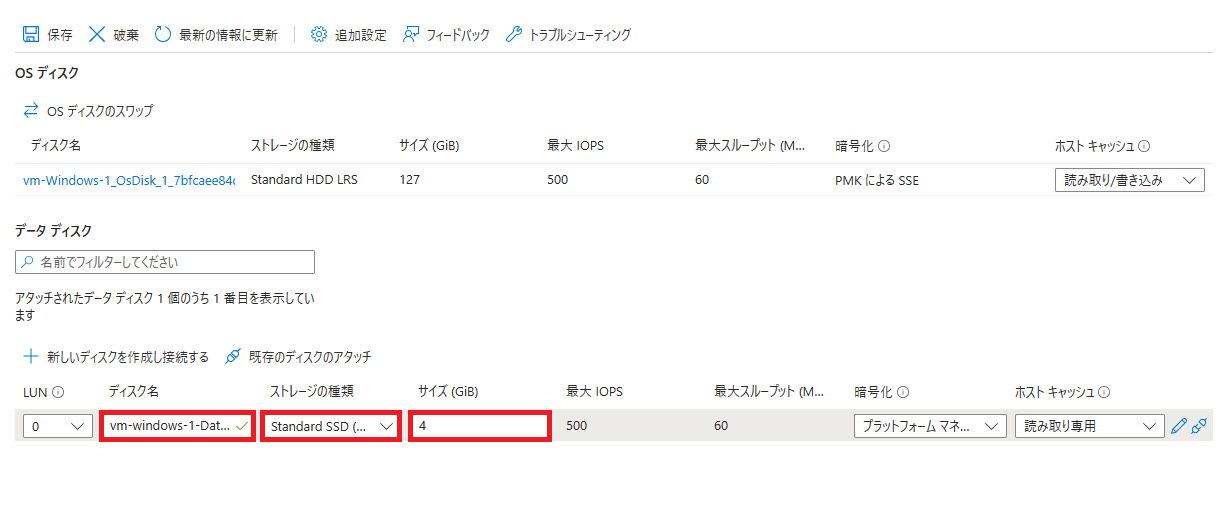 保存 破棄 最新の情報に更新 追加設定 フィードバック トラブルシューティング
OS ディスク
OS ディスクのスワップ
ディスク名 ストレージの種類 サイズ (GiB) 最大 IOPS 最大スループット (M... 暗号化 ホスト キャッシュ
vm-Windows-1_OsDisk_1_7bfcaee84c Standard HDD LRS 127 500 60 PMK による SSE 読み取り/書き込み
データ ディスク
名前でフィルターしてください
アタッチされたデータ ディスク 1 個のうち 1 番目を表示してい
ます
新しいディスクを作成し接続する 既存のディスクのアタッチ
LUN ディスク名 ストレージの種類 サイズ (GiB) 最大 IOPS 最大スループット (M... 暗号化 ホスト キャッシュ
0 vm-windows-1-Dat... Standard SSD (... 4 500 60 プラットフォーム マネ... 読み取り専用